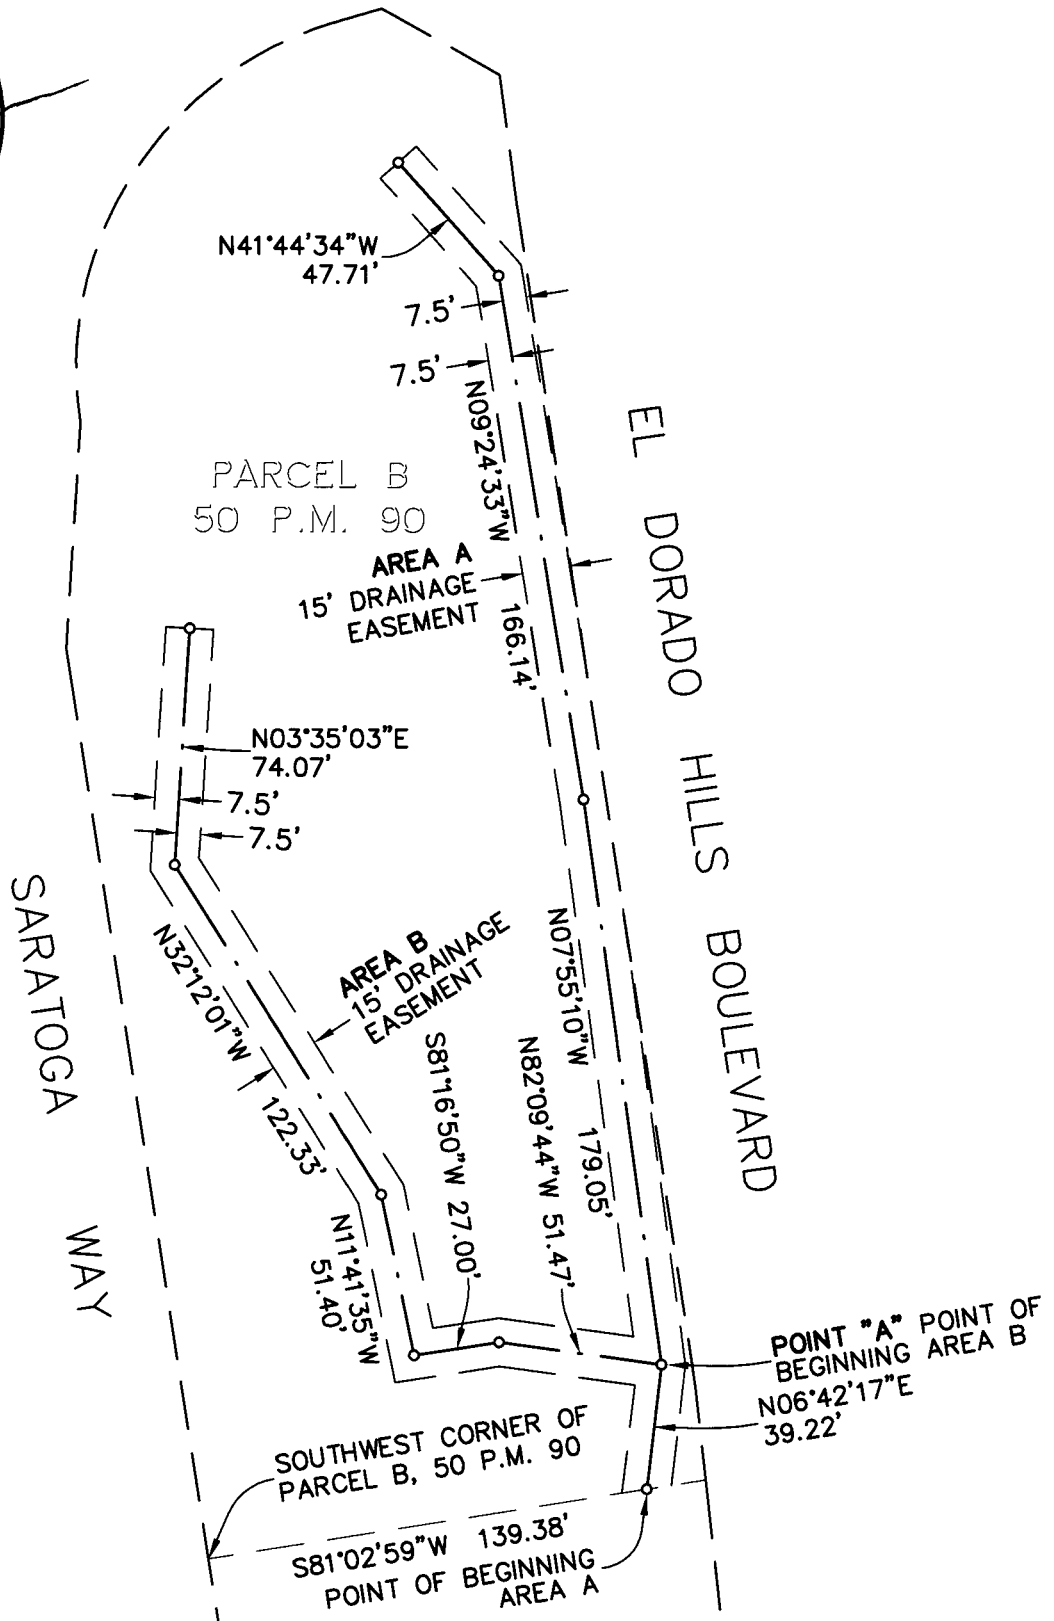 N41°44'34"W
47.71'
7.5'
7.5'
N09°24'33"W
166.14'
PARCEL B
50 P.M. 90
AREA A
15' DRAINAGE
EASEMENT
EL DORADO HILLS BOULEVARD
N03°35'03"E
74.07'
7.5'
7.5'
SARATOGA WAY
N32°12'01"W
122.33'
AREA B
15' DRAINAGE
EASEMENT
N07°55'10"W
179.05'
S81°16'50"W 27.00'
N82°09'44"W 51.47'
N11°41'35"W
51.40'
POINT "A" POINT OF
BEGINNING AREA B
N06°42'17"E
39.22'
SOUTHWEST CORNER OF
PARCEL B, 50 P.M. 90
S81°02'59"W 139.38'
POINT OF BEGINNING
AREA A